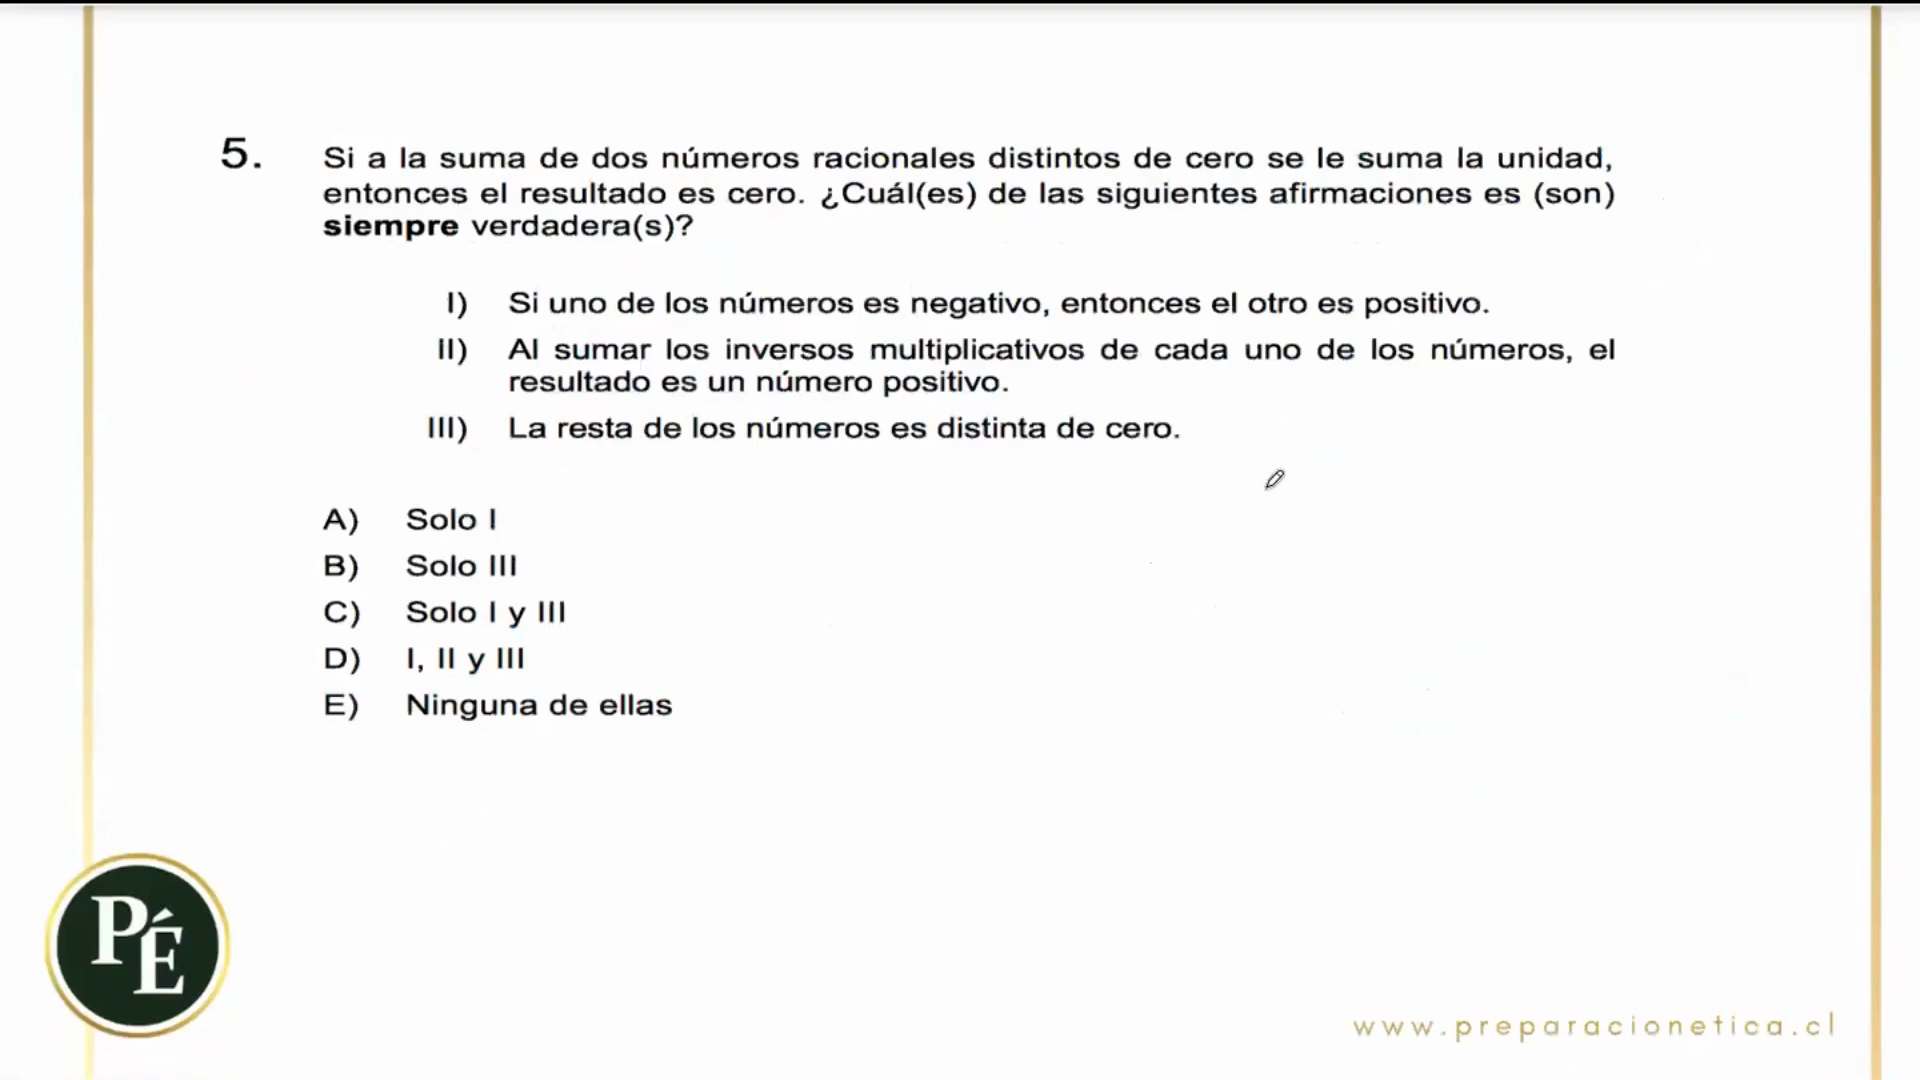 5. Si a la suma de dos números racionales distintos de cero se le suma la unidad,
entonces el resultado es cero. ¿Cuál(es) de las siguientes afirmaciones es (son)
siempre verdadera(s)?
I) Si uno de los números es negativo, entonces el otro es positivo.
II) Al sumar los inversos multiplicativos de cada uno de los números, el
resultado es un número positivo.
III) La resta de los números es distinta de cero.
A) Solo I
B) Solo III
C) Solo I y III
D) I, II y III
E) Ninguna de ellas
PÉ
www.preparacionetica.cl